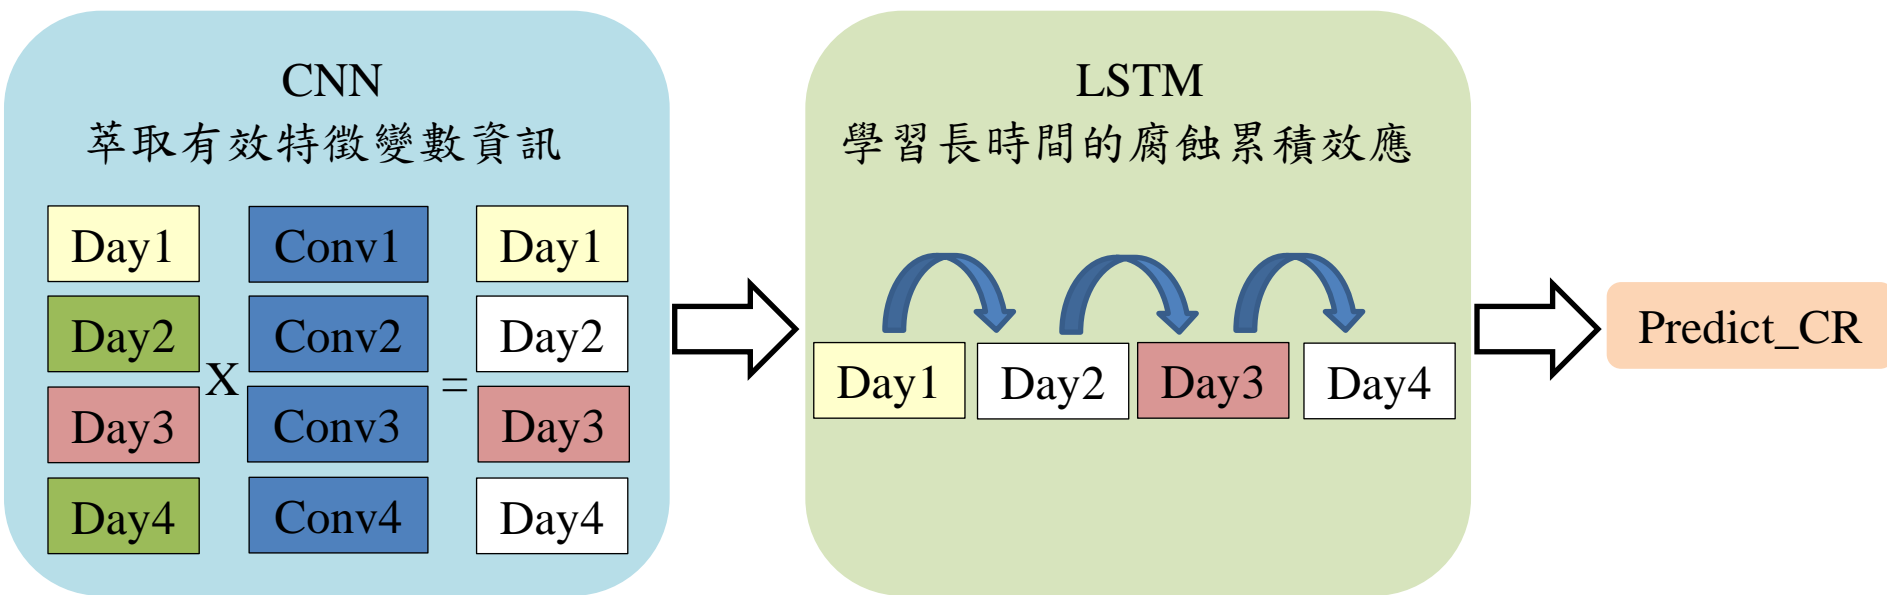 CNN
萃取有效特徵變數資訊
Day1 Conv1 Day1
Day2 Conv2 Day2
X =
Day3 Conv3 Day3
Day4 Conv4 Day4
LSTM
學習長時間的腐蝕累積效應
Day1 Day2 Day3 Day4
Predict_CR